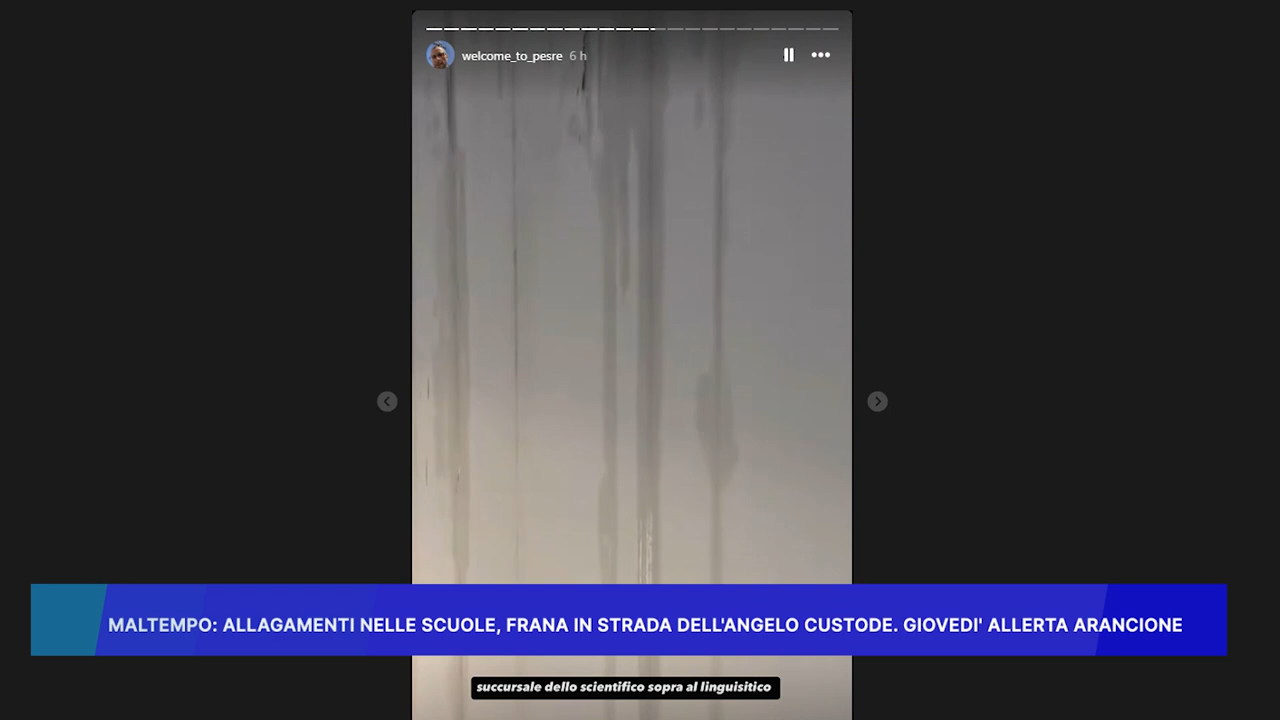 welcome_to_pesre 6 h
MALTEMPO: ALLAGAMENTI NELLE SCUOLE, FRANA IN STRADA DELL'ANGELO CUSTODE. GIOVEDI' ALLERTA ARANCIONE
succursale dello scientifico sopra al linguisitico